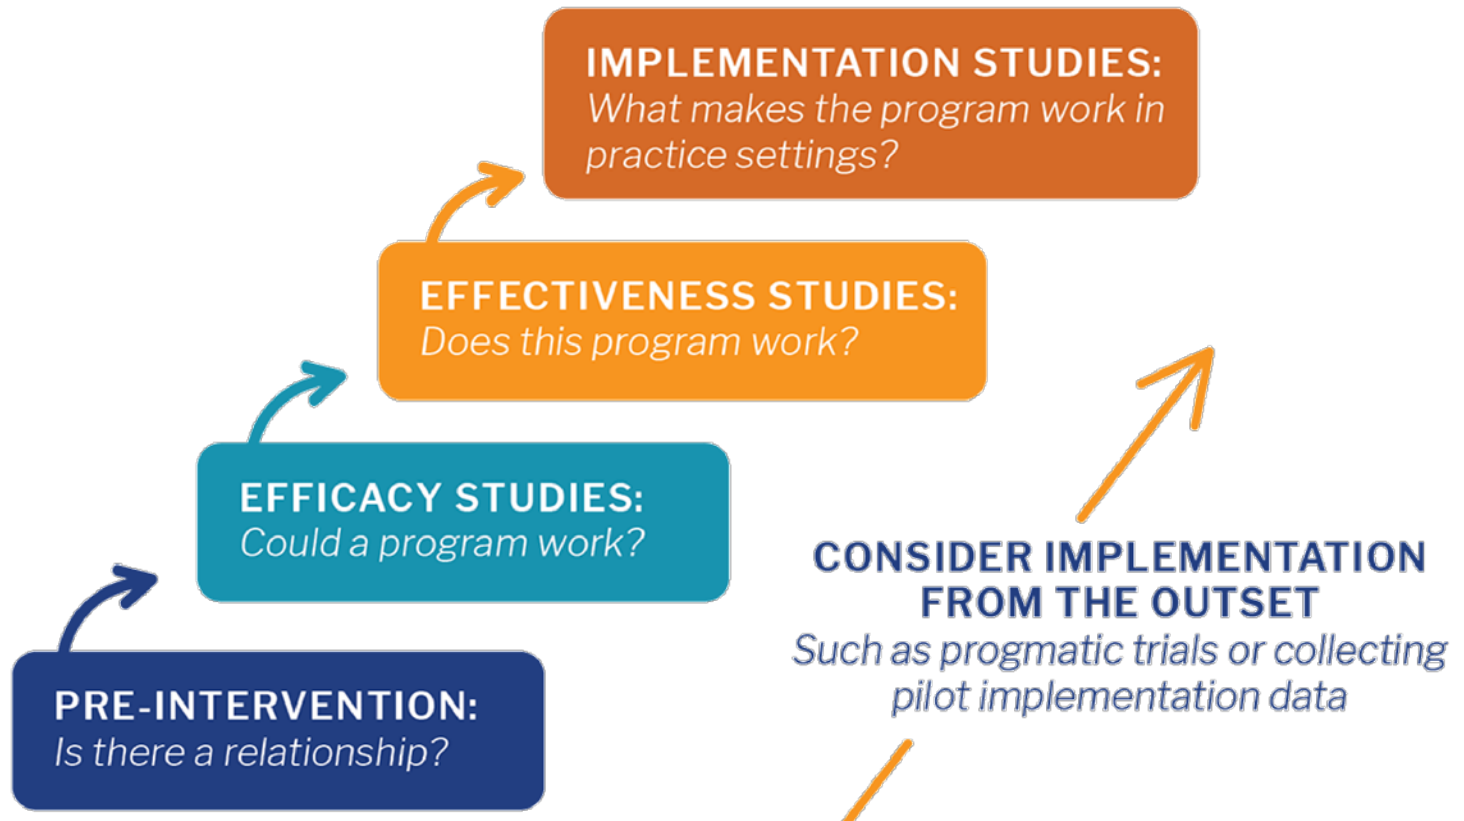 IMPLEMENTATION STUDIES:
What makes the program work in
practice settings?
EFFECTIVENESS STUDIES:
Does this program work?
EFFICACY STUDIES:
Could a program work?
PRE-INTERVENTION:
Is there a relationship?
CONSIDER IMPLEMENTATION
FROM THE OUTSET
Such as progmatic trials or collecting
pilot implementation data